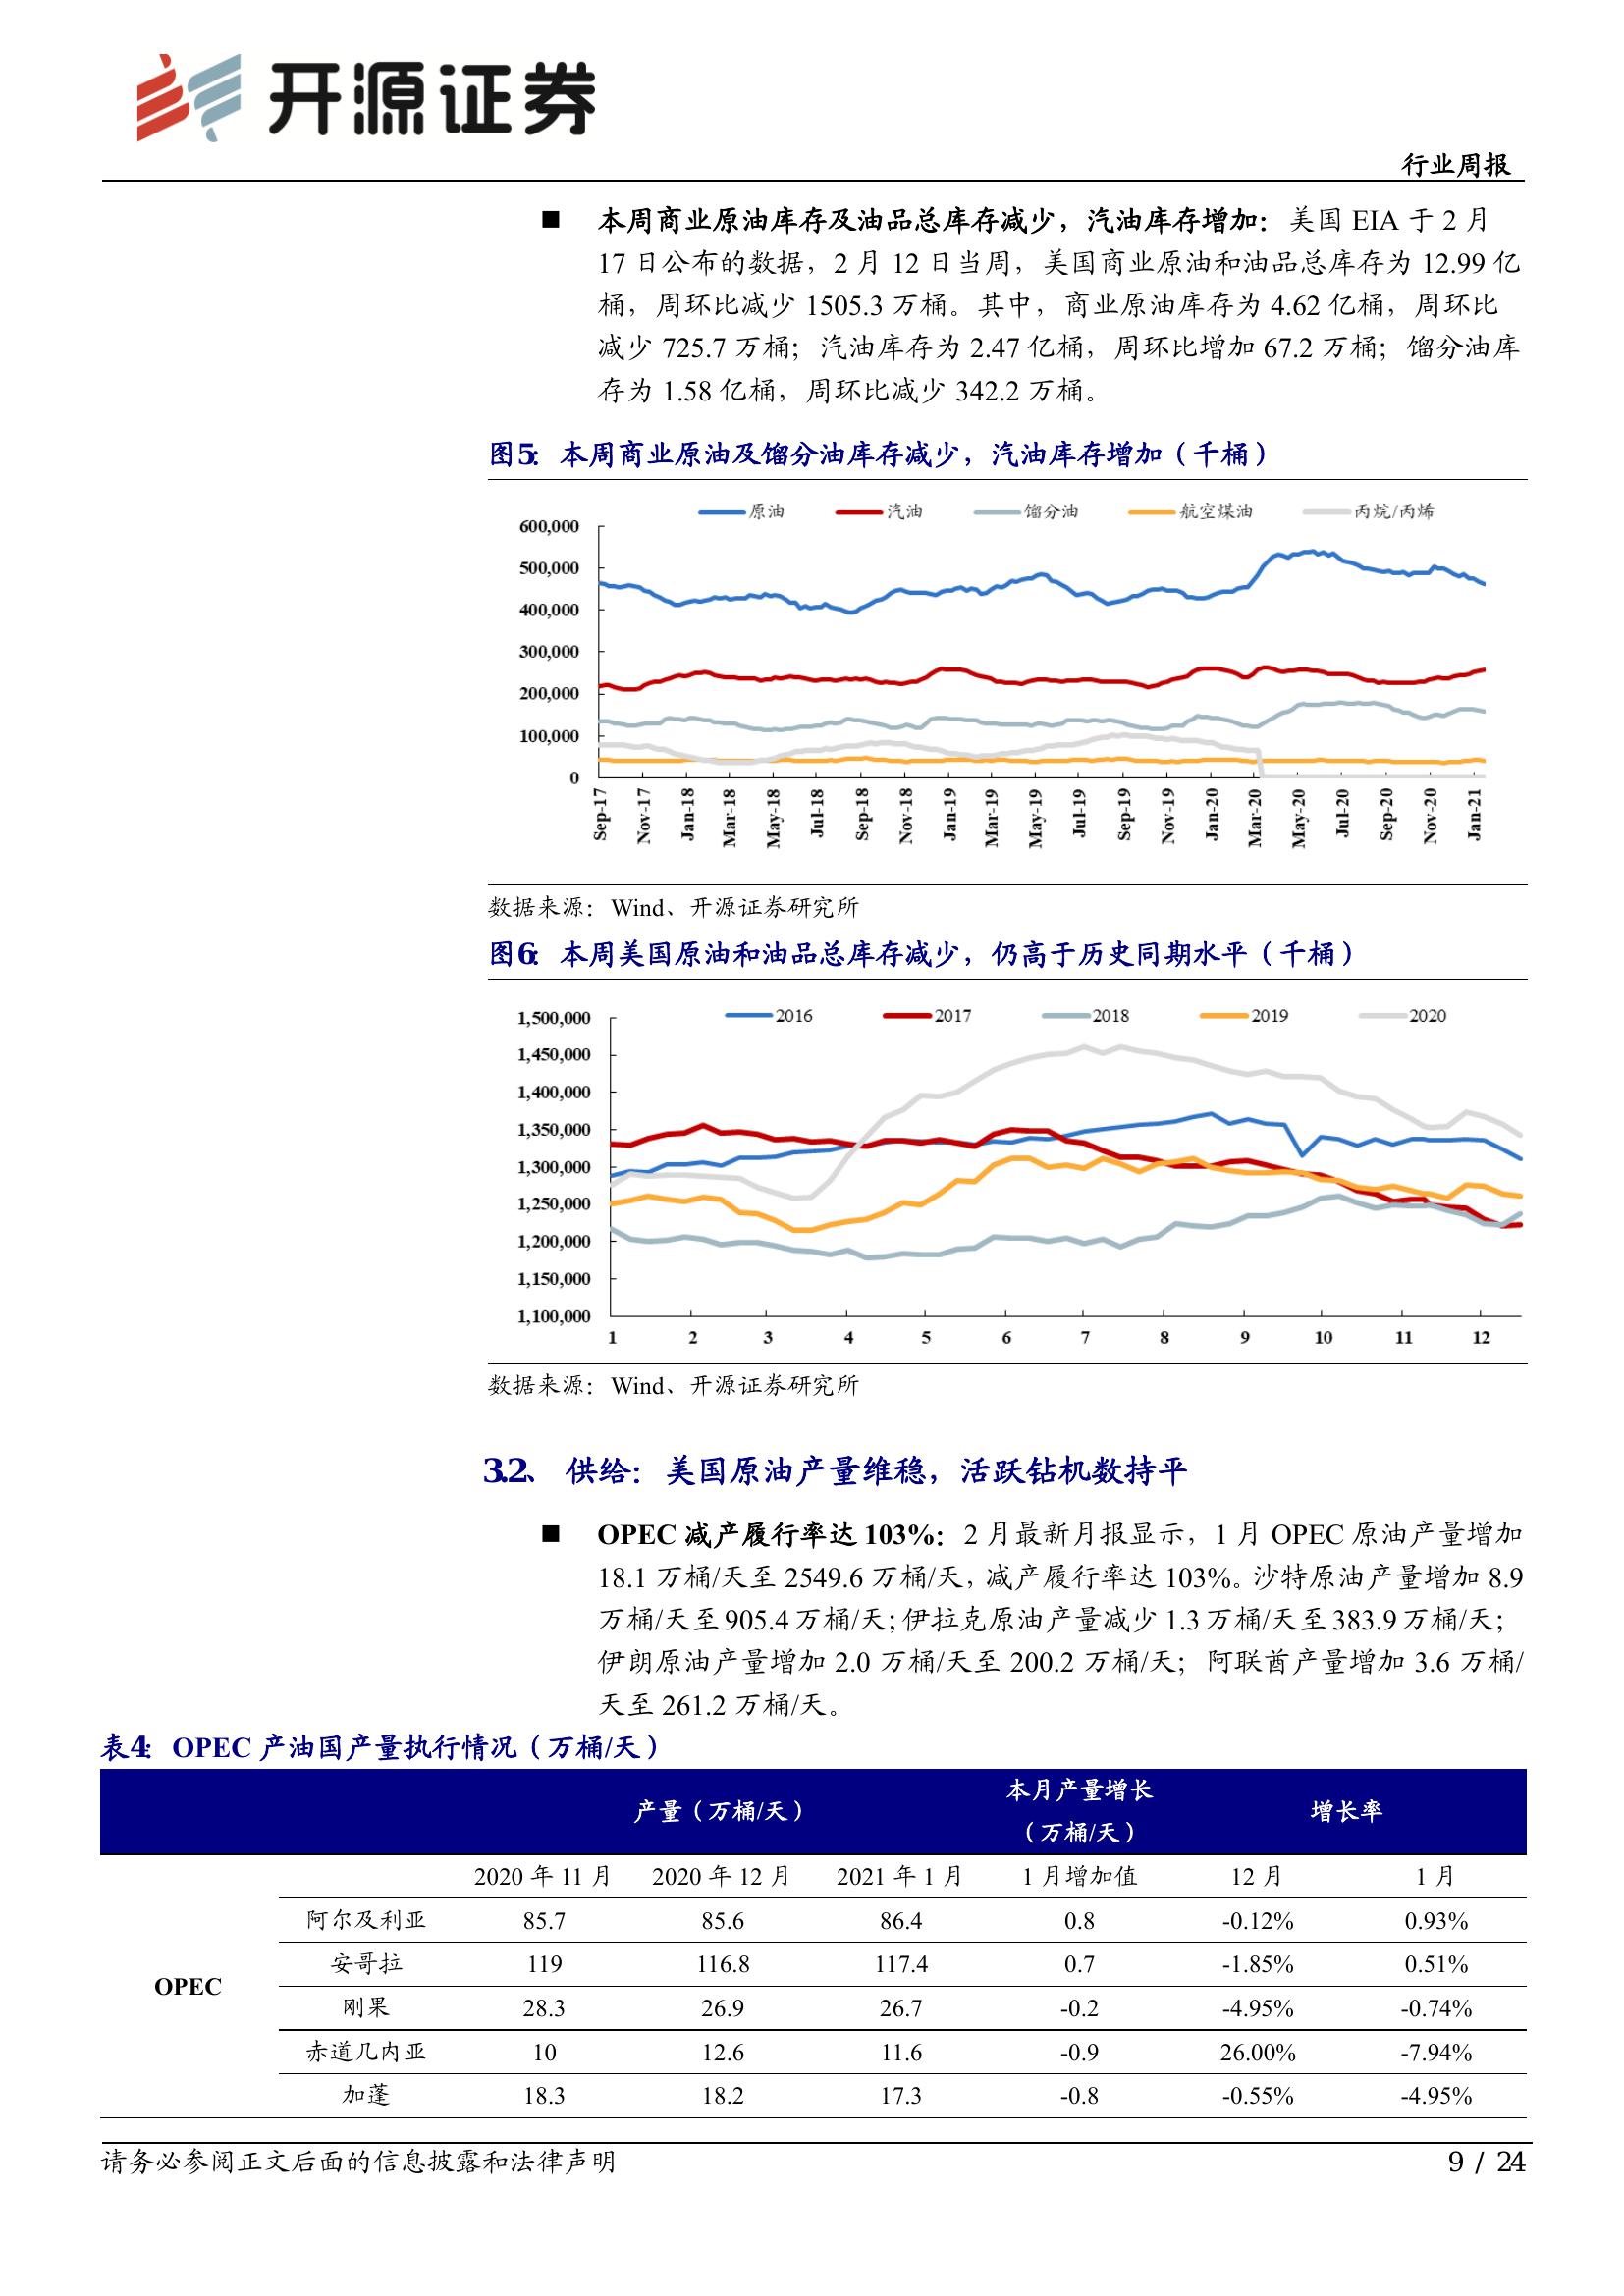 开源证券
行业周报
■ 本周商业原油库存及油品总库存减少，汽油库存增加：美国 EIA 于 2 月
17 日公布的数据，2 月 12 日当周，美国商业原油和油品总库存为 12.99 亿
桶，周环比减少 1505.3 万桶。其中，商业原油库存为 4.62 亿桶，周环比
减少 725.7 万桶；汽油库存为 2.47 亿桶，周环比增加 67.2 万桶；馏分油库
存为 1.58 亿桶，周环比减少 342.2 万桶。
图5：本周商业原油及馏分油库存减少，汽油库存增加（千桶）
原油 汽油 馏分油 航空煤油 丙烷/丙烯
600,000
500,000
400,000
300,000
200,000
100,000
0
Sep-17 Nov-17 Jan-18 Mar-18 May-18 Jul-18 Sep-18 Nov-18 Jan-19 Mar-19 May-19 Jul-19 Sep-19 Nov-19 Jan-20 Mar-20 May-20 Jul-20 Sep-20 Nov-20 Jan-21
数据来源：Wind、开源证券研究所
图6：本周美国原油和油品总库存减少，仍高于历史同期水平（千桶）
2016 2017 2018 2019 2020
1,500,000
1,450,000
1,400,000
1,350,000
1,300,000
1,250,000
1,200,000
1,150,000
1,100,000
1 2 3 4 5 6 7 8 9 10 11 12
数据来源：Wind、开源证券研究所
3.2、 供给：美国原油产量维稳，活跃钻机数持平
■ OPEC 减产履行率达 103%：2 月最新月报显示，1 月 OPEC 原油产量增加
18.1 万桶/天至 2549.6 万桶/天，减产履行率达 103%。沙特原油产量增加 8.9
万桶/天至 905.4 万桶/天；伊拉克原油产量减少 1.3 万桶/天至 383.9 万桶/天；
伊朗原油产量增加 2.0 万桶/天至 200.2 万桶/天；阿联酋产量增加 3.6 万桶/
天至 261.2 万桶/天。
表4：OPEC 产油国产量执行情况（万桶/天）
产量（万桶/天） 本月产量增长（万桶/天） 增长率
2020 年 11 月 2020 年 12 月 2021 年 1 月 1 月增加值 12 月 1 月
OPEC
阿尔及利亚 85.7 85.6 86.4 0.8 -0.12% 0.93%
安哥拉 119 116.8 117.4 0.7 -1.85% 0.51%
刚果 28.3 26.9 26.7 -0.2 -4.95% -0.74%
赤道几内亚 10 12.6 11.6 -0.9 26.00% -7.94%
加蓬 18.3 18.2 17.3 -0.8 -0.55% -4.95%
请务必参阅正文后面的信息披露和法律声明
9 / 24